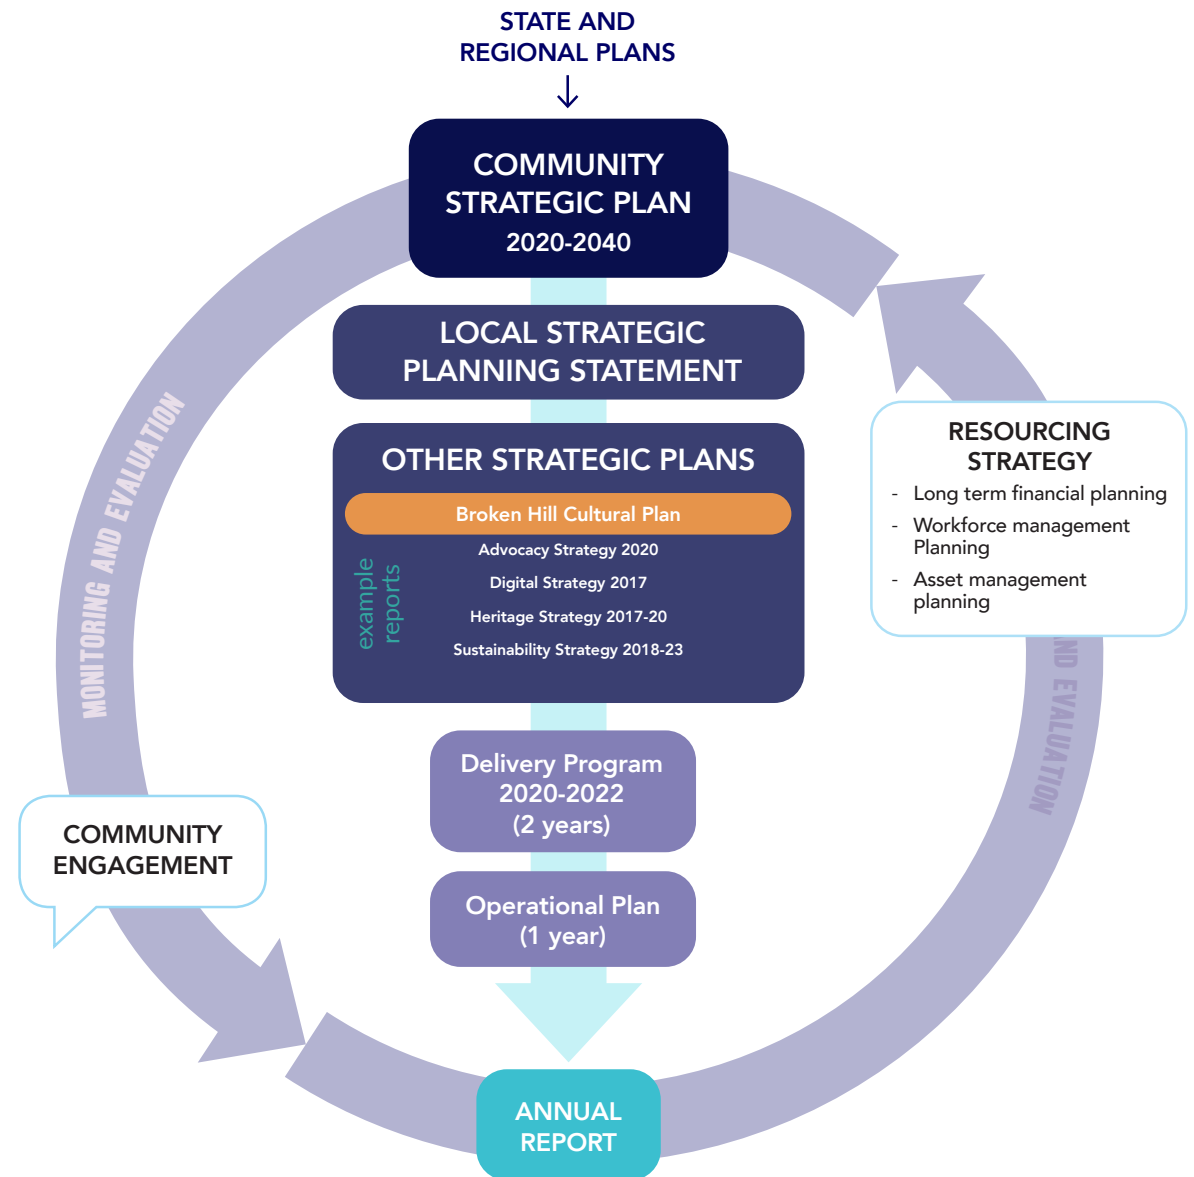 STATE AND
REGIONAL PLANS
COMMUNITY
STRATEGIC PLAN
2020-2040
LOCAL STRATEGIC
PLANNING STATEMENT
OTHER STRATEGIC PLANS
Broken Hill Cultural Plan
Advocacy Strategy 2020
Digital Strategy 2017
Heritage Strategy 2017-20
Sustainability Strategy 2018-23
example
reports
Delivery Program
2020-2022
(2 years)
Operational Plan
(1 year)
ANNUAL
REPORT
MONITORING AND EVALUATION
COMMUNITY
ENGAGEMENT
RESOURCING
STRATEGY
- Long term financial planning
- Workforce management
Planning
- Asset management
planning
EVALUATION